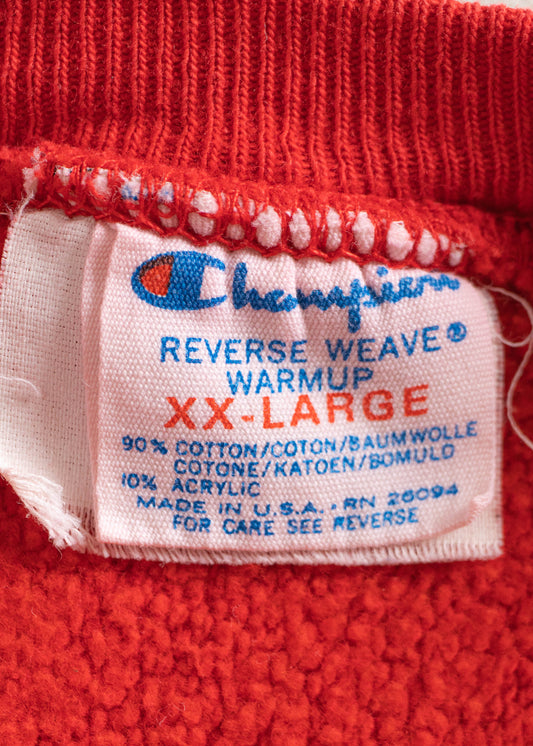 Champion
REVERSE WEAVE®
WARMUP
XX-LARGE
90% COTTON/COTON/BAUMWOLLE
COTONE/KATOEN/BOMULD
10% ACRYLIC
MADE IN U.S.A. - RN 26094
FOR CARE SEE REVERSE